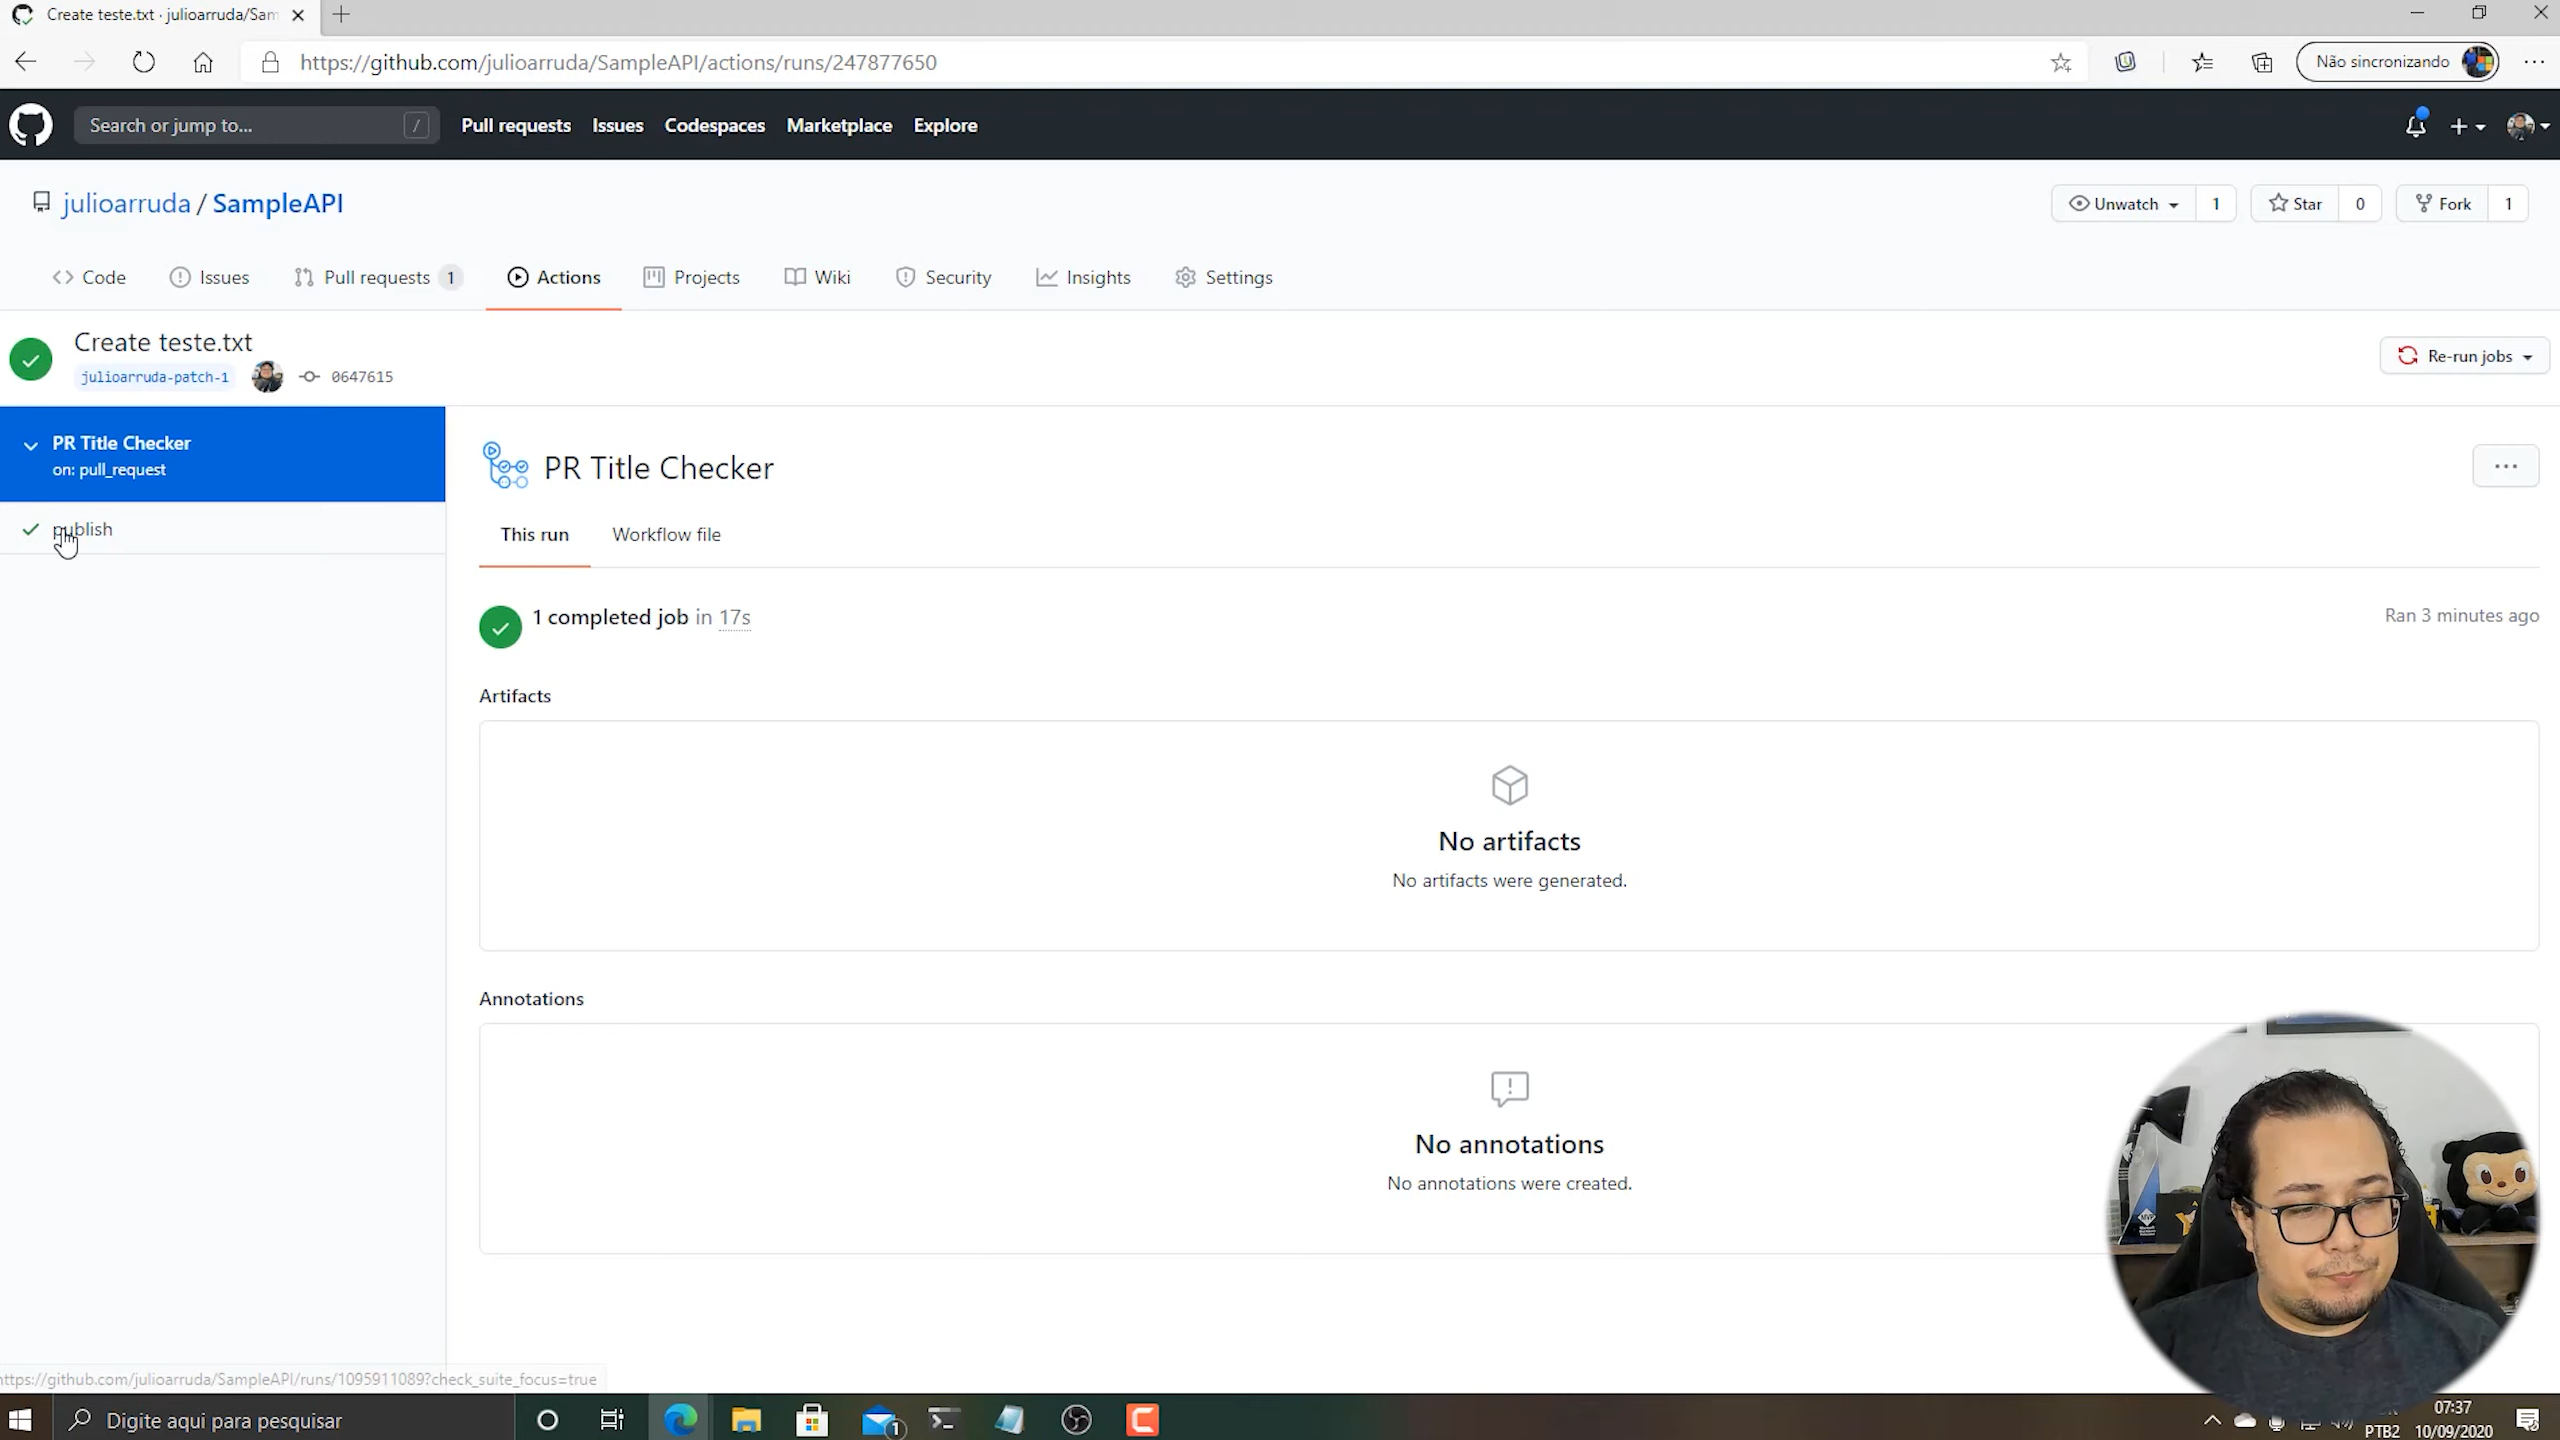 Create teste.txt · julioarruda/Sam
https://github.com/julioarruda/SampleAPI/actions/runs/247877650
Não sincronizando
Search or jump to...
/
Pull requests
Issues
Codespaces
Marketplace
Explore
julioarruda / SampleAPI
Unwatch
1
Star
0
Fork
1
Code
Issues
Pull requests 1
Actions
Projects
Wiki
Security
Insights
Settings
Create teste.txt
julioarruda-patch-1
0647615
Re-run jobs
PR Title Checker
on: pull_request
publish
PR Title Checker
This run
Workflow file
1 completed job in 17s
Ran 3 minutes ago
Artifacts
No artifacts
No artifacts were generated.
Annotations
No annotations
No annotations were created.
https://github.com/julioarruda/SampleAPI/runs/1095911089?check_suite_focus=true
Digite aqui para pesquisar
1
07:37
PTB2
10/09/2020